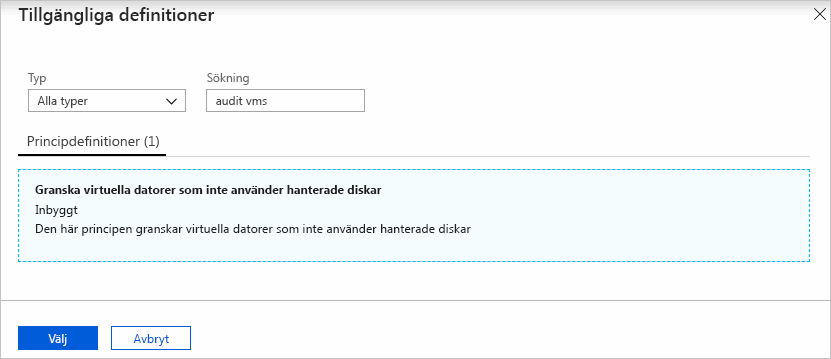 Tillgängliga definitioner
Typ
Sökning
Alla typer
audit vms
Principdefinitioner (1)
Granska virtuella datorer som inte använder hanterade diskar
Inbyggt
Den här principen granskar virtuella datorer som inte använder hanterade diskar
Välj
Avbryt